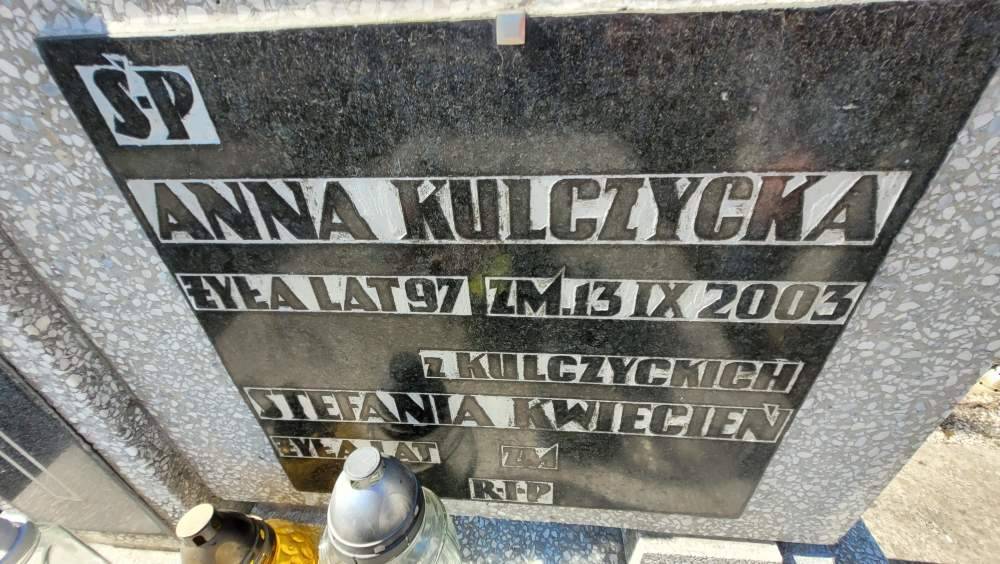 Ś-P
ANNA KULCZYCKA
ŻYŁA LAT 97 ZM.13 IX 2003
z KULCZYCKICH
STEFANIA KWIECIEŃ
ŻYŁA LAT ZM
R-I-P